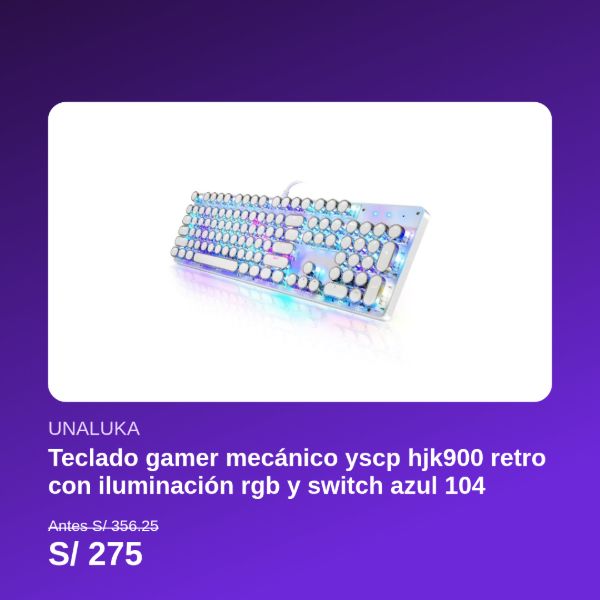 UNALUKA
Teclado gamer mecánico yscp hjk900 retro
con iluminación rgb y switch azul 104
Antes S/ 356.25
S/ 275